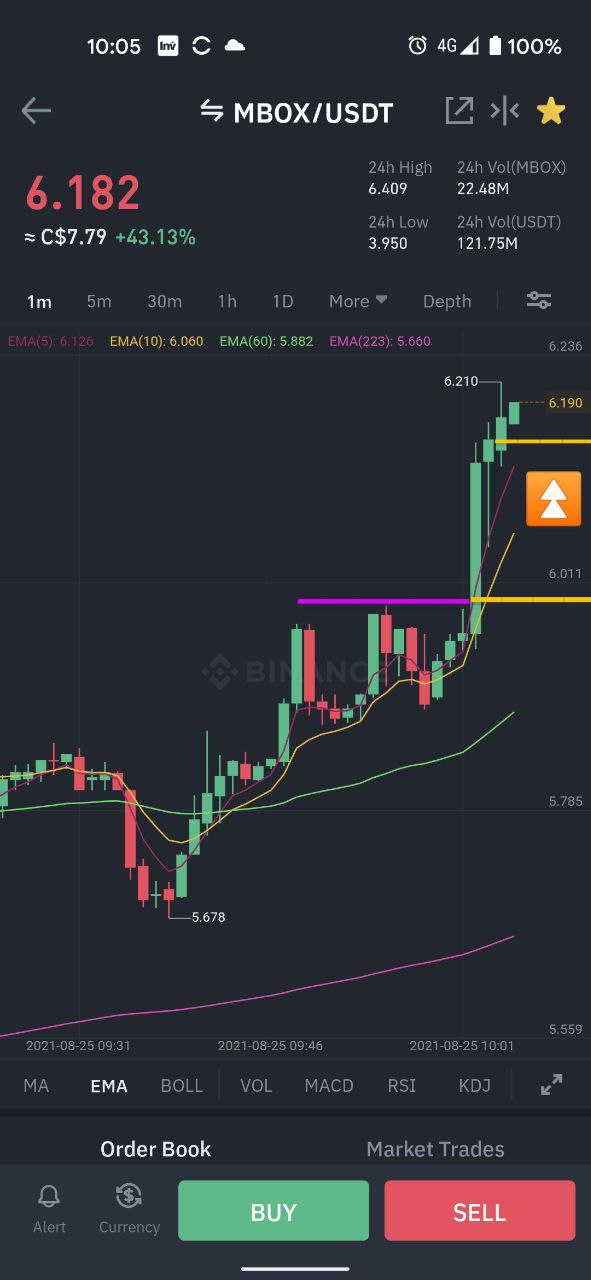 10:05 Inv 4G 100%
MBOX/USDT
6.182
≈ C$7.79 +43.13%
24h High 24h Vol(MBOX)
6.409 22.48M
24h Low 24h Vol(USDT)
3.950 121.75M
1m 5m 30m 1h 1D More Depth
EMA(5): 6.126 EMA(10): 6.060 EMA(60): 5.882 EMA(223): 5.660
6.236
6.210
6.190
6.011
BINANCE
5.785
5.678
5.559
2021-08-25 09:31 2021-08-25 09:46 2021-08-25 10:01
MA EMA BOLL VOL MACD RSI KDJ
Order Book Market Trades
Alert Currency BUY SELL